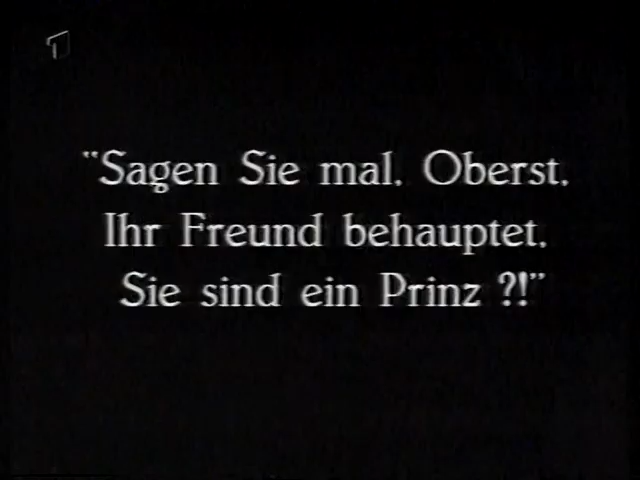 "Sagen Sie mal, Oberst,
Ihr Freund behauptet,
Sie sind ein Prinz ?!"